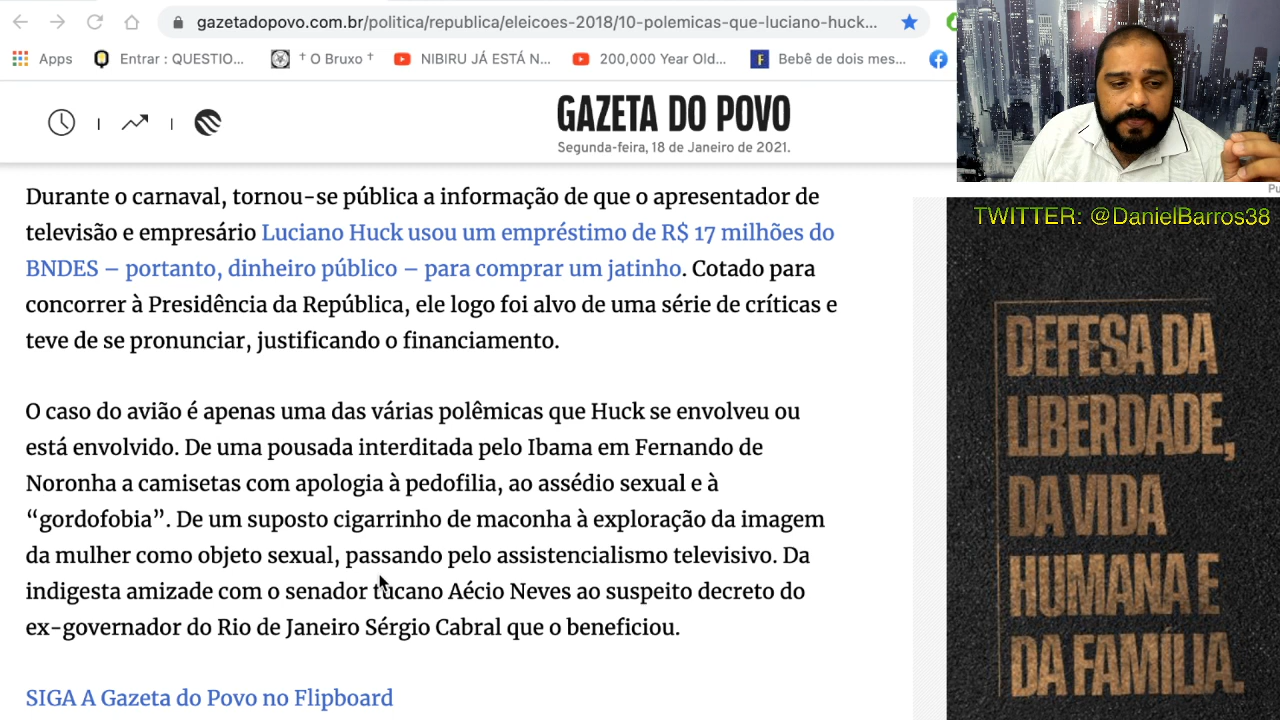 gazetadopovo.com.br/politica/republica/eleicoes-2018/10-polemicas-que-luciano-huck...
Apps
Entrar : QUESTIO...
† O Bruxo †
NIBIRU JÁ ESTÁ N...
200,000 Year Old...
Bebê de dois mes...
GAZETA DO POVO
Segunda-feira, 18 de Janeiro de 2021.
Durante o carnaval, tornou-se pública a informação de que o apresentador de
televisão e empresário Luciano Huck usou um empréstimo de R$ 17 milhões do
BNDES – portanto, dinheiro público – para comprar um jatinho. Cotado para
concorrer à Presidência da República, ele logo foi alvo de uma série de críticas e
teve de se pronunciar, justificando o financiamento.
O caso do avião é apenas uma das várias polêmicas que Huck se envolveu ou
está envolvido. De uma pousada interditada pelo Ibama em Fernando de
Noronha a camisetas com apologia à pedofilia, ao assédio sexual e à
“gordofobia”. De um suposto cigarrinho de maconha à exploração da imagem
da mulher como objeto sexual, passando pelo assistencialismo televisivo. Da
indigesta amizade com o senador tucano Aécio Neves ao suspeito decreto do
ex-governador do Rio de Janeiro Sérgio Cabral que o beneficiou.
SIGA A Gazeta do Povo no Flipboard
Pu
TWITTER: @DanielBarros38
DEFESA DA
LIBERDADE,
DA VIDA
HUMANA E
DA FAMÍLIA.